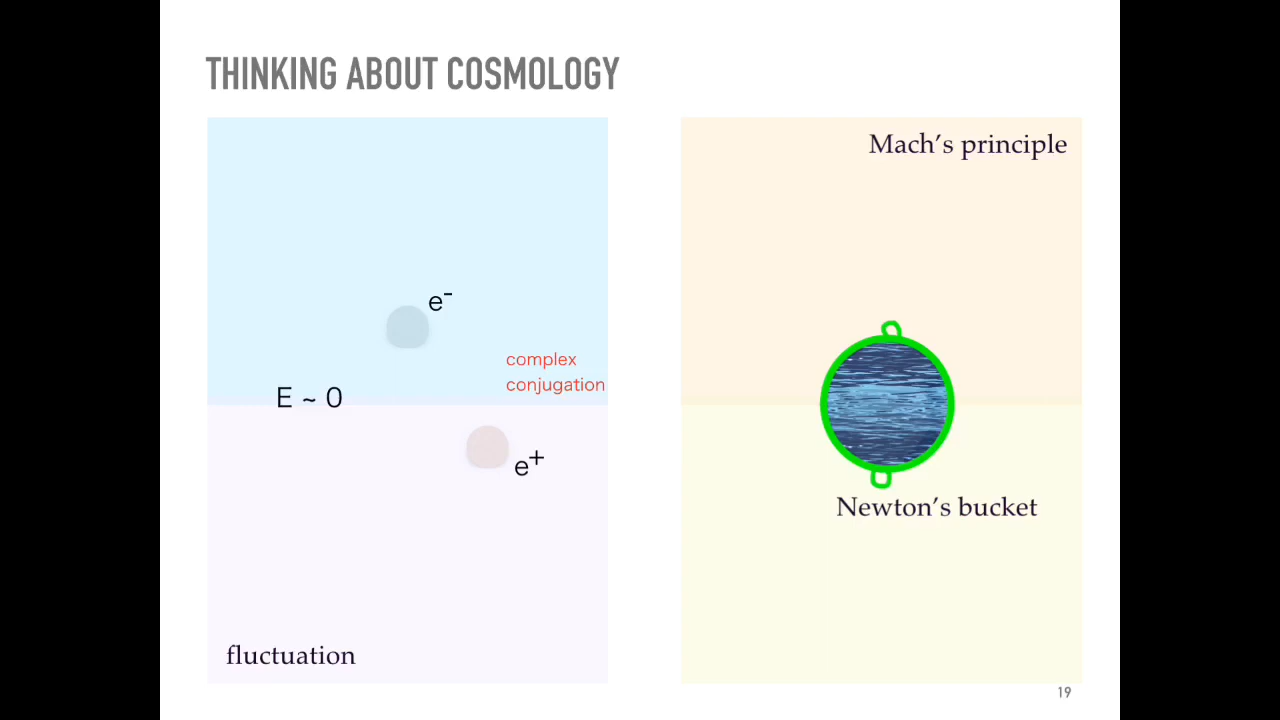 THINKING ABOUT COSMOLOGY
e⁻
complex
conjugation
E ~ 0
e⁺
fluctuation
Mach’s principle
Newton’s bucket
19